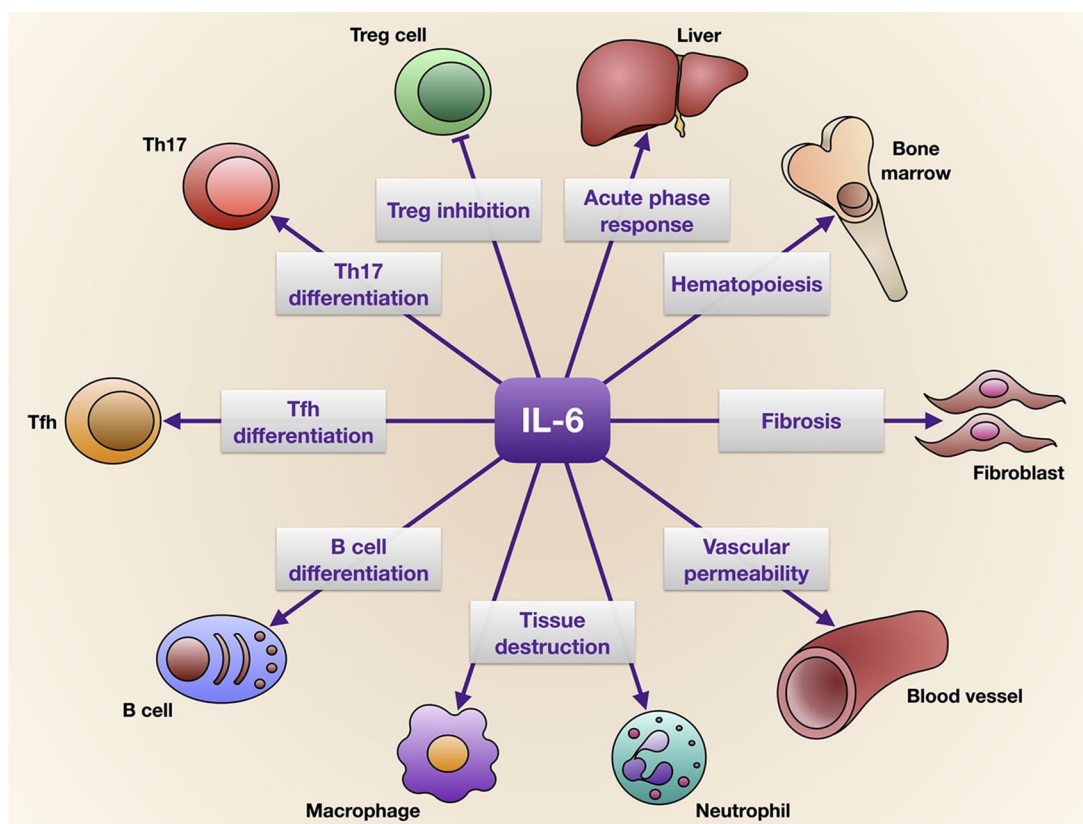 Treg cell
Liver
Th17
Bone
marrow
Treg inhibition
Acute phase
response
Th17
differentiation
Hematopoiesis
Tfh
Tfh
differentiation
IL-6
Fibrosis
Fibroblast
B cell
differentiation
Vascular
permeability
Tissue
destruction
B cell
Blood vessel
Macrophage
Neutrophil